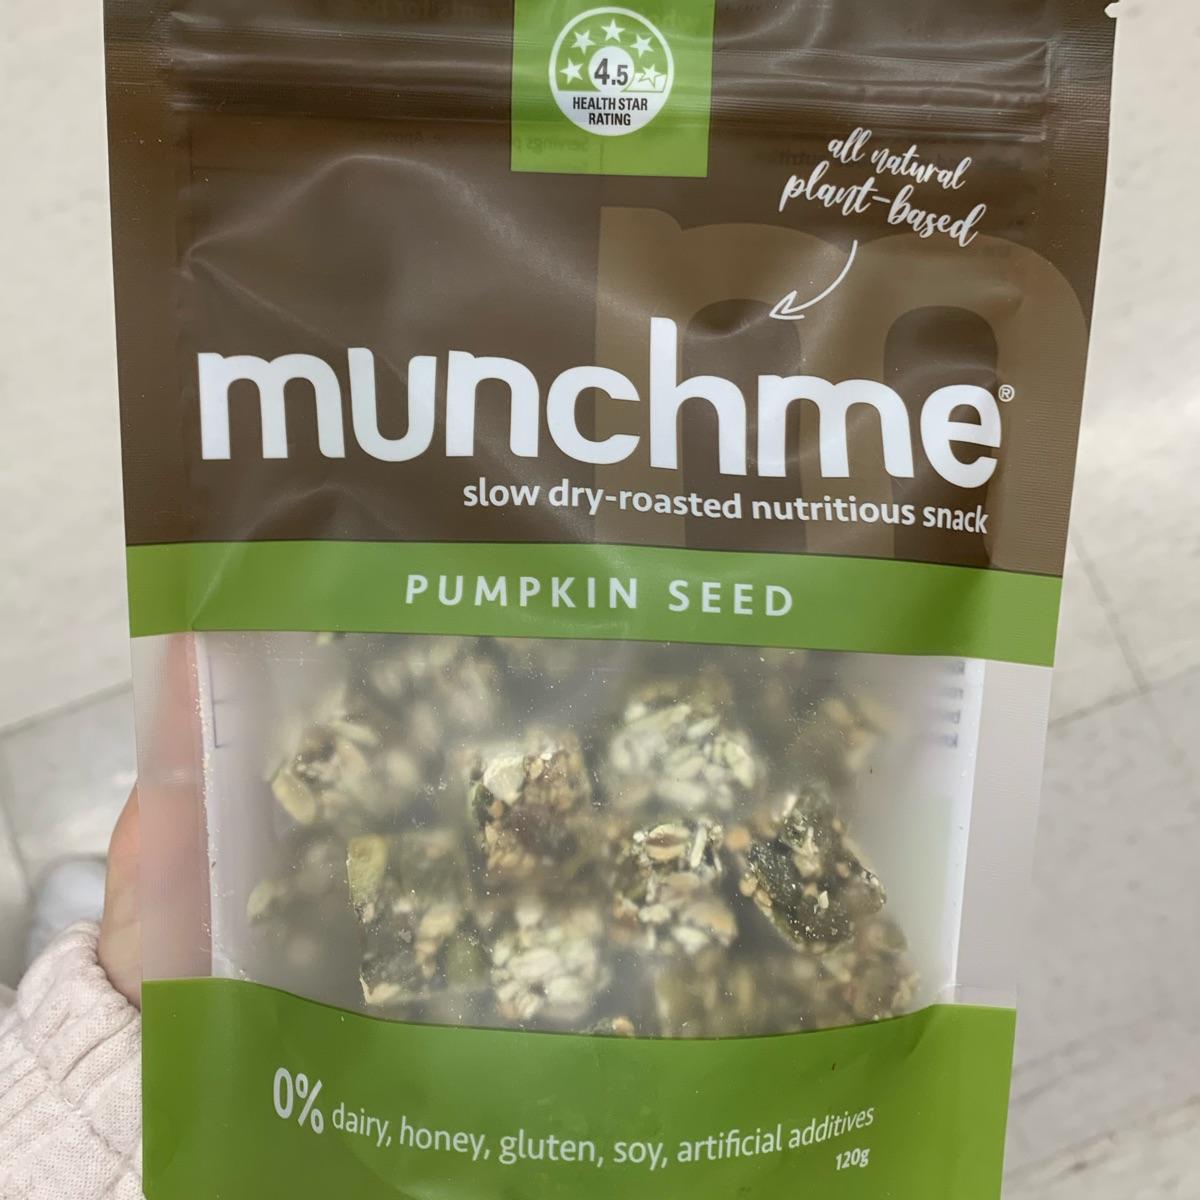 4.5
HEALTH STAR
RATING
all natural
plant-based
munchme®
slow dry-roasted nutritious snack
PUMPKIN SEED
0% dairy, honey, gluten, soy, artificial additives
120g